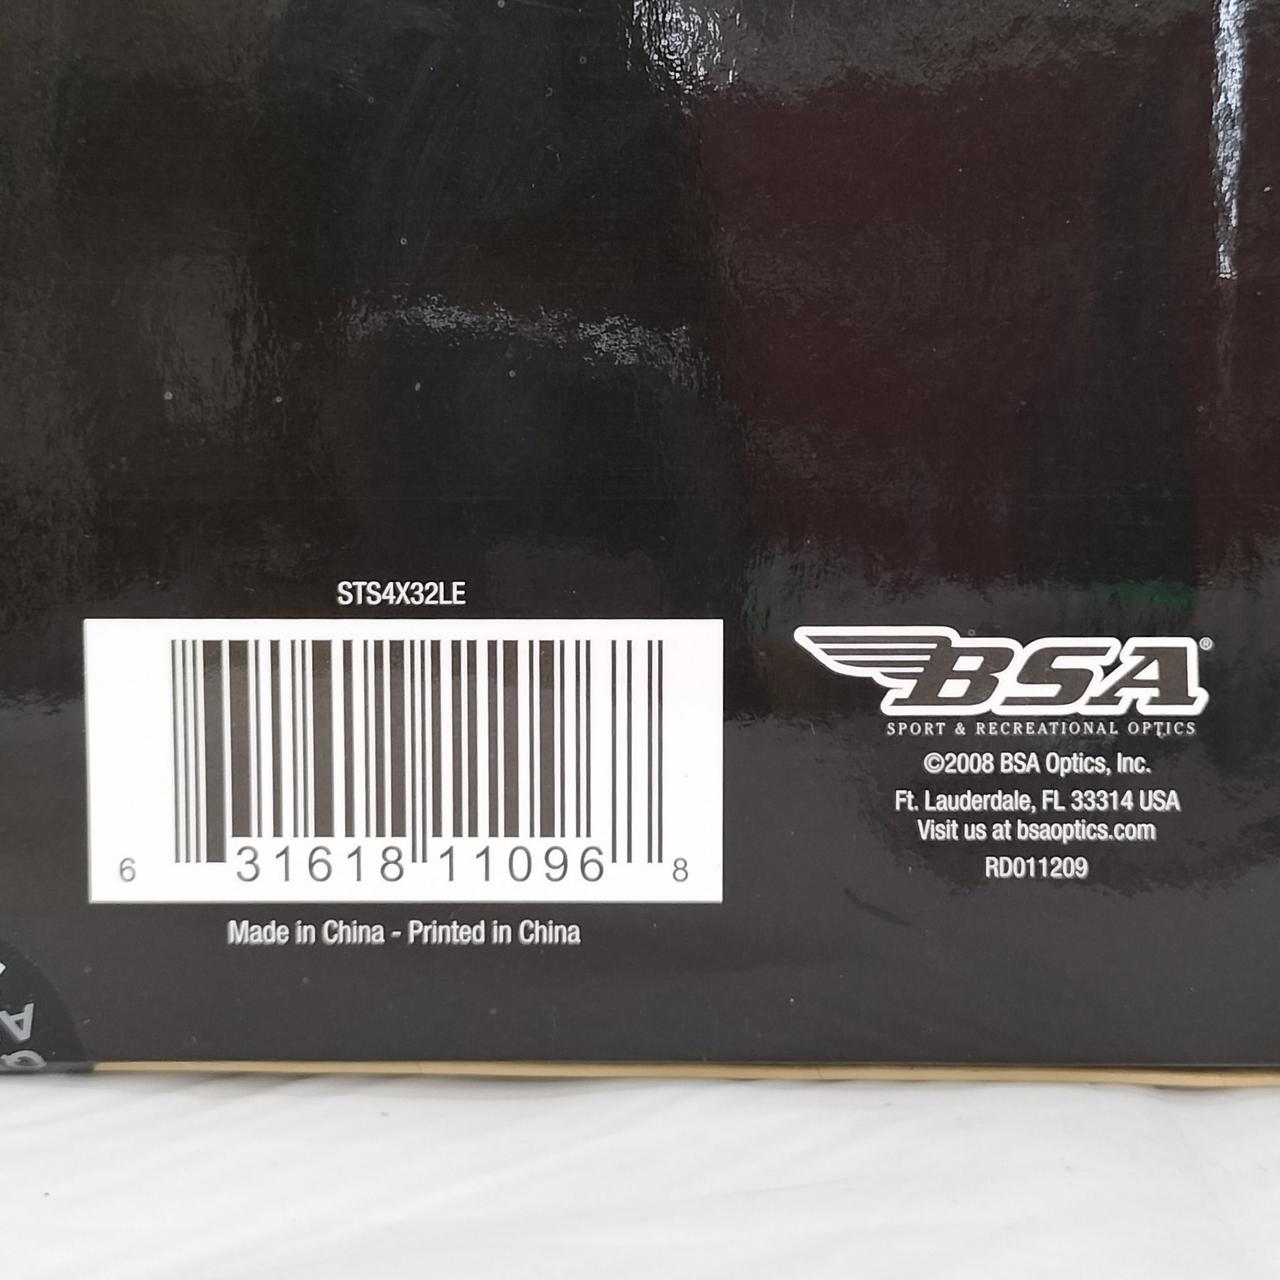 STS4X32LE
6 31618 11096 8
Made in China - Printed in China
BSA®
SPORT & RECREATIONAL OPTICS
©2008 BSA Optics, Inc.
Ft. Lauderdale, FL 33314 USA
Visit us at bsaoptics.com
RD011209